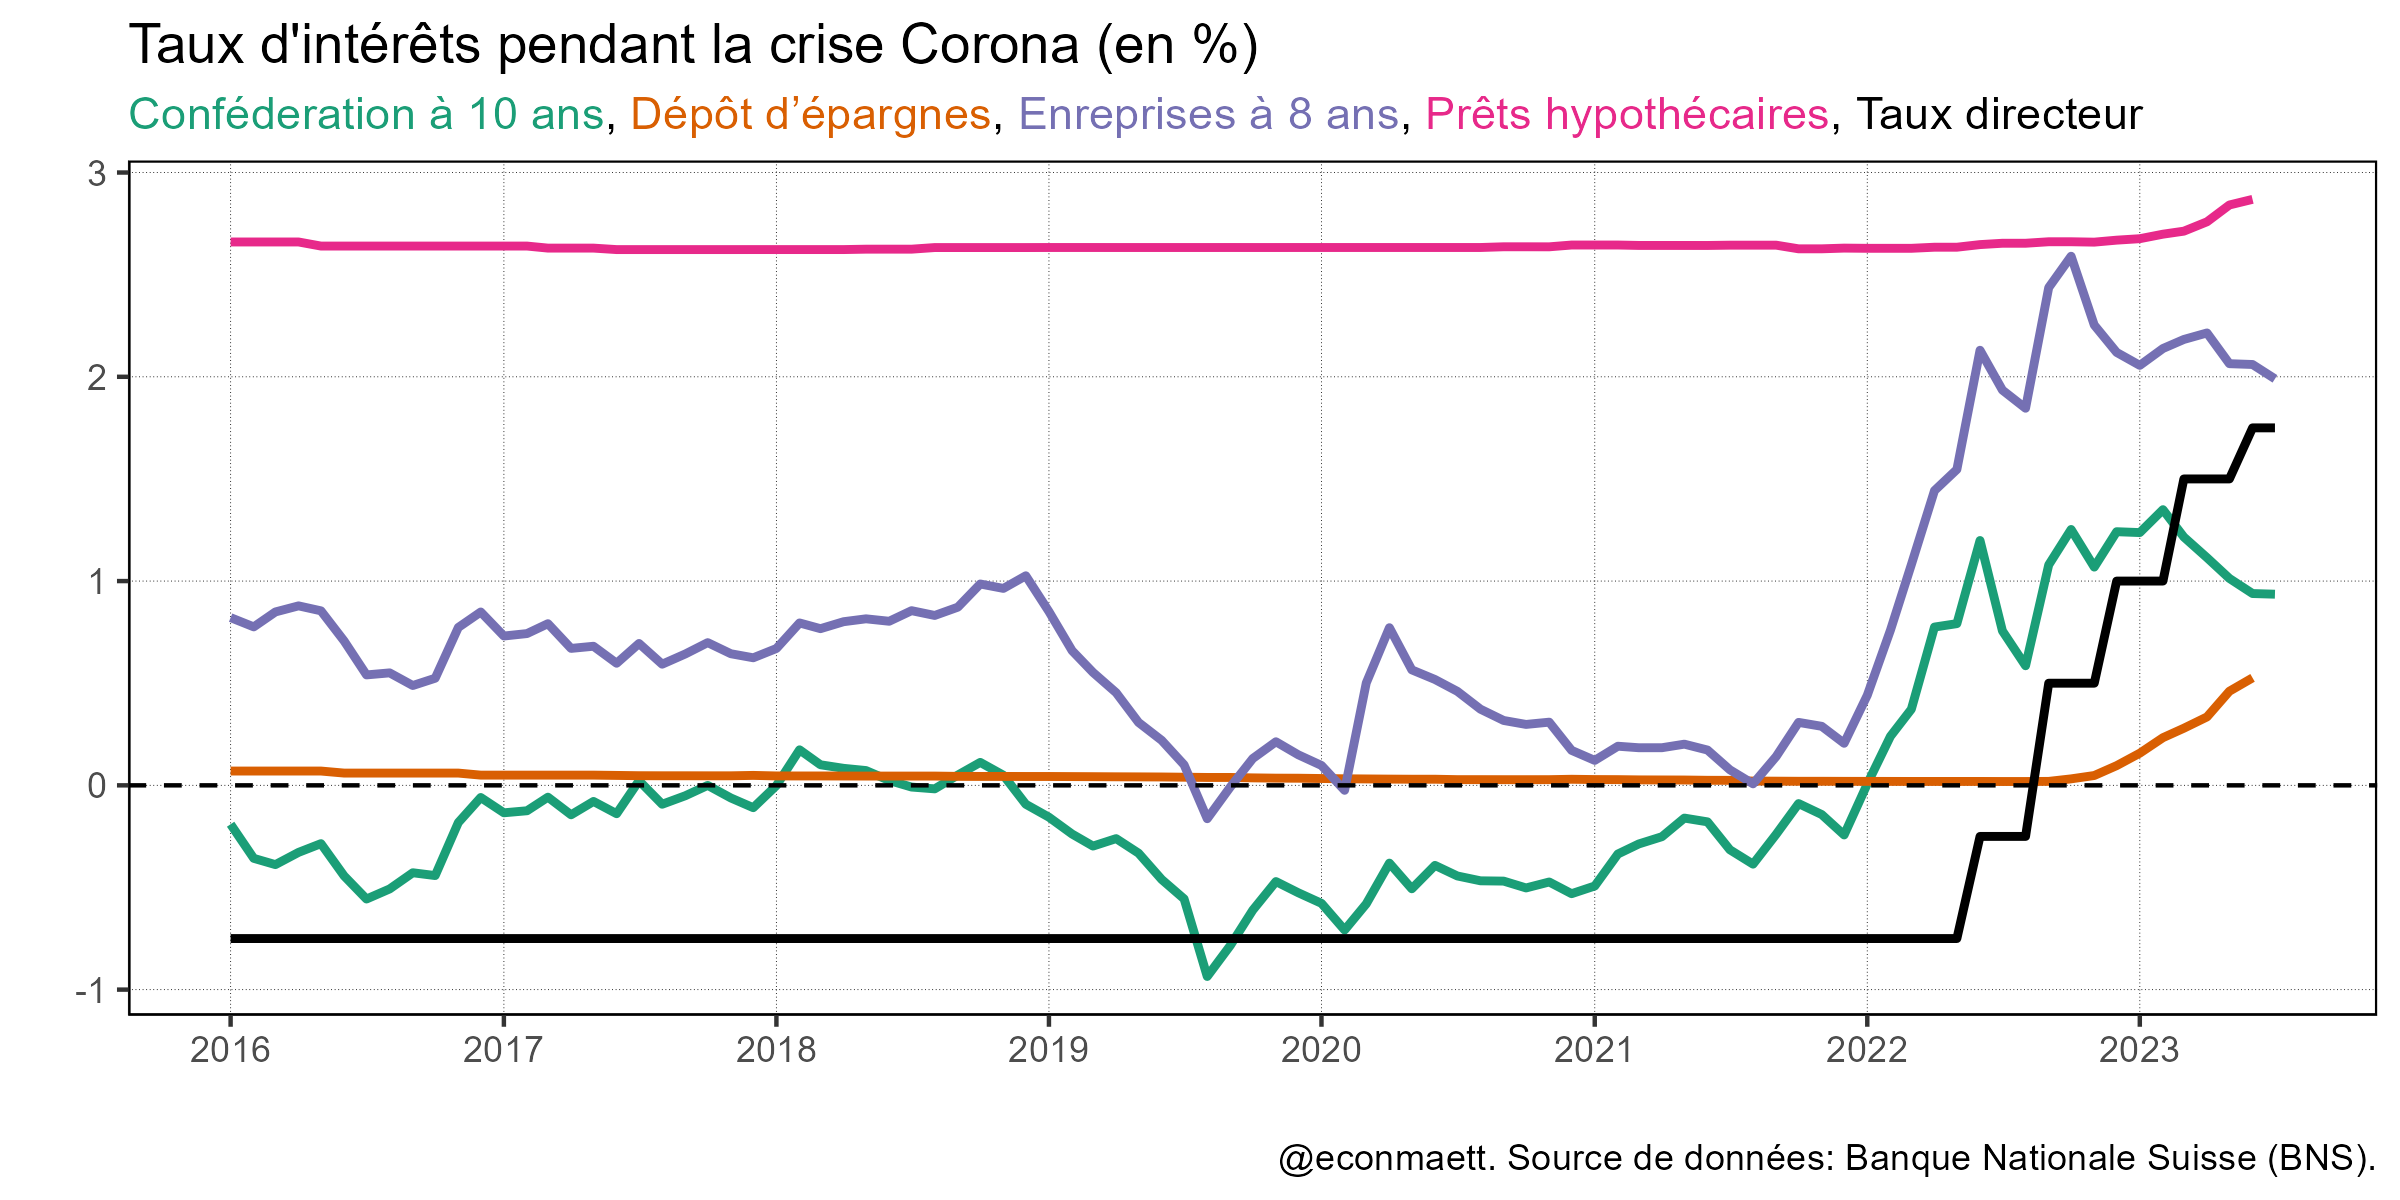 Taux d'intérêts pendant la crise Corona (en %)
Conféderation à 10 ans, Dépôt d’épargnes, Enreprises à 8 ans, Prêts hypothécaires, Taux directeur
3
2
1
0
-1
2016 2017 2018 2019 2020 2021 2022 2023
@econmaett. Source de données: Banque Nationale Suisse (BNS).